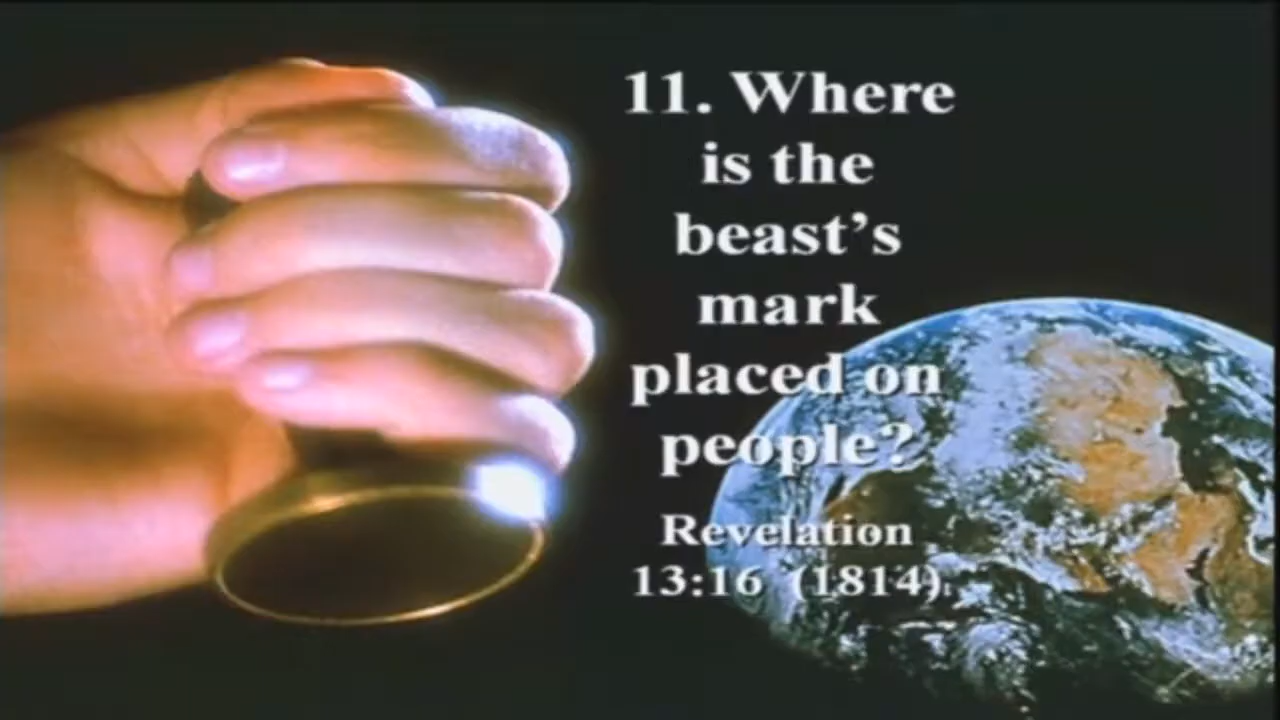 11. Where
is the
beast's
mark
placed on
people?
Revelation
13:16 (1814)